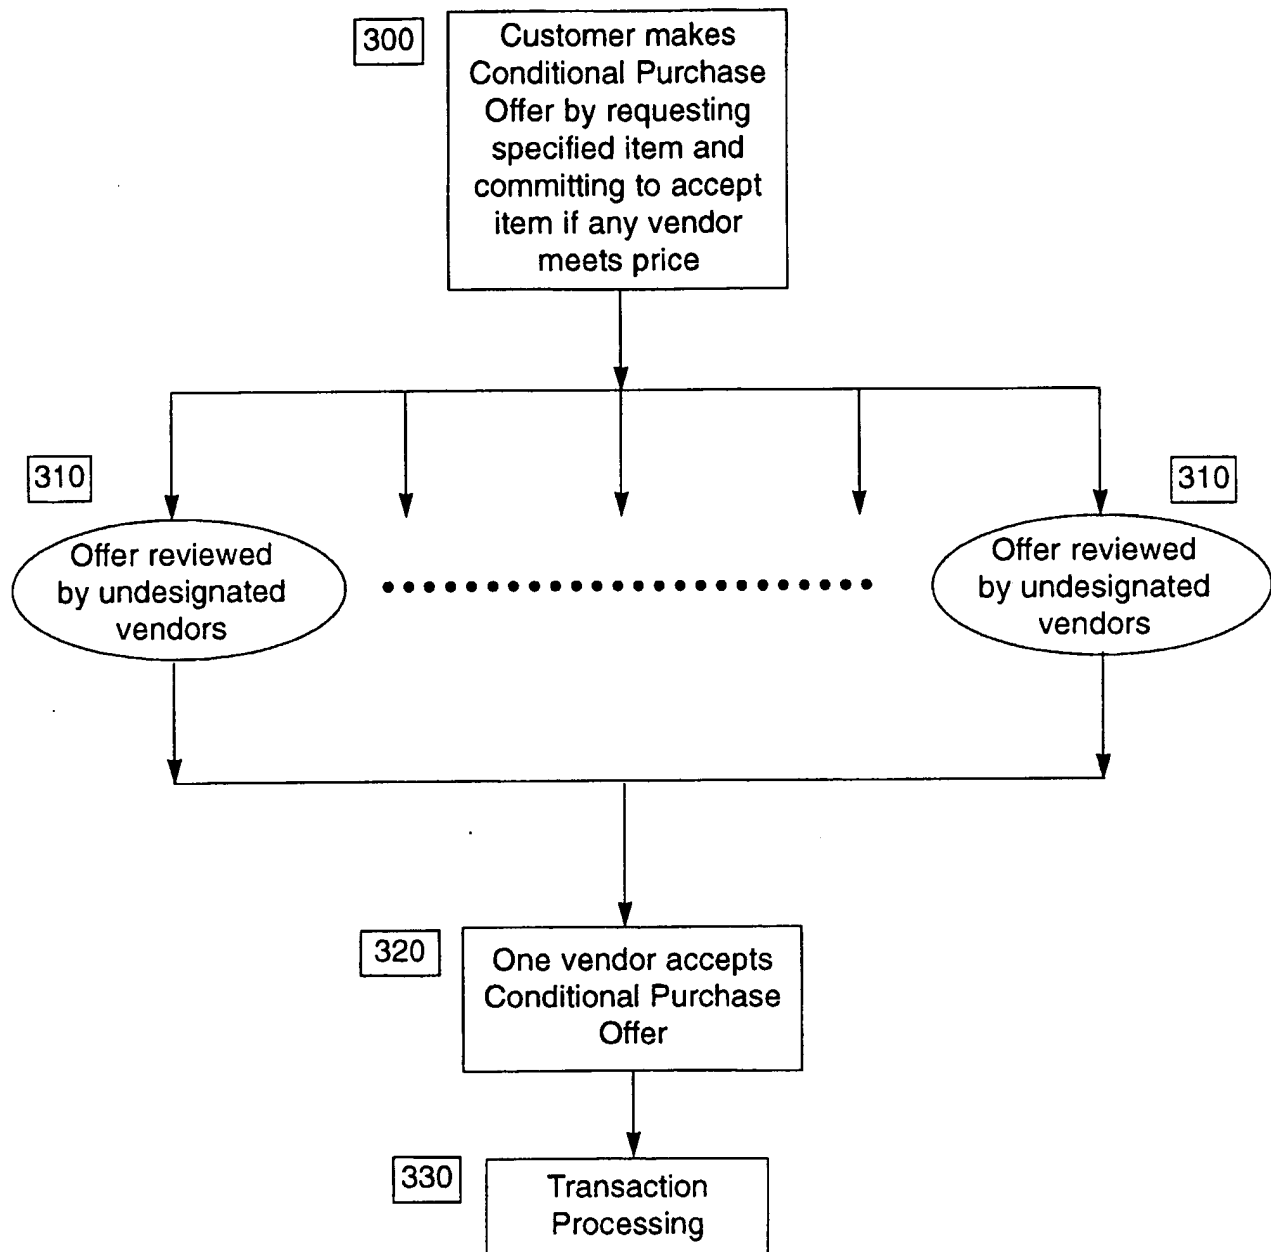 300
Customer makes
Conditional Purchase
Offer by requesting
specified item and
committing to accept
item if any vendor
meets price
310
310
Offer reviewed
by undesignated
vendors
Offer reviewed
by undesignated
vendors
320
One vendor accepts
Conditional Purchase
Offer
330
Transaction
Processing